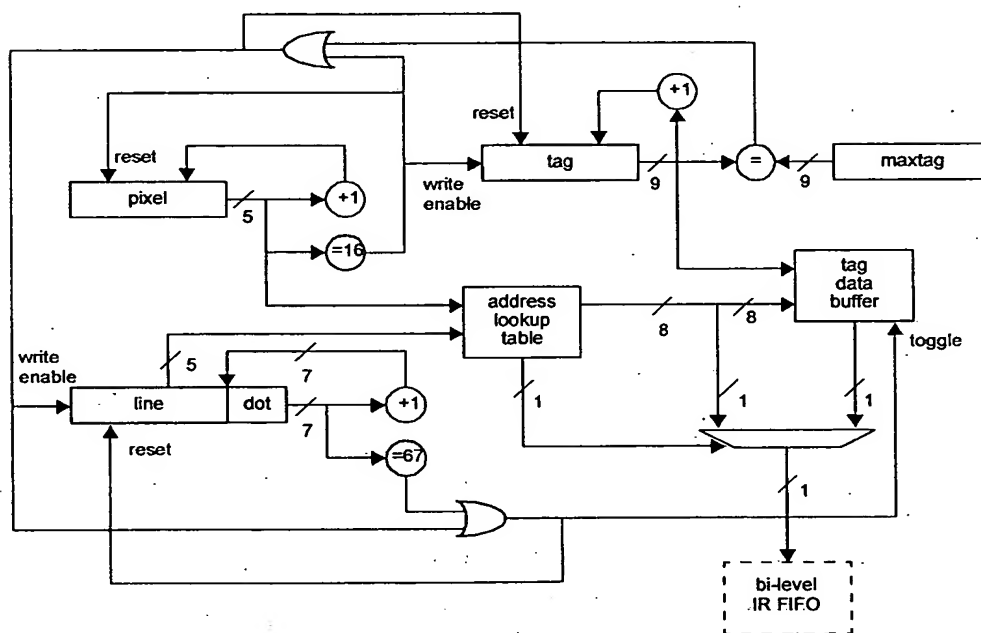 reset
+1
reset
tag
=
maxtag
9
9
write
enable
pixel
5
+1
=16
address
lookup
table
8
8
tag
data
buffer
toggle
write
enable
5
7
1
1
1
line
dot
7
+1
reset
=67
1
bi-level
IR FIFO